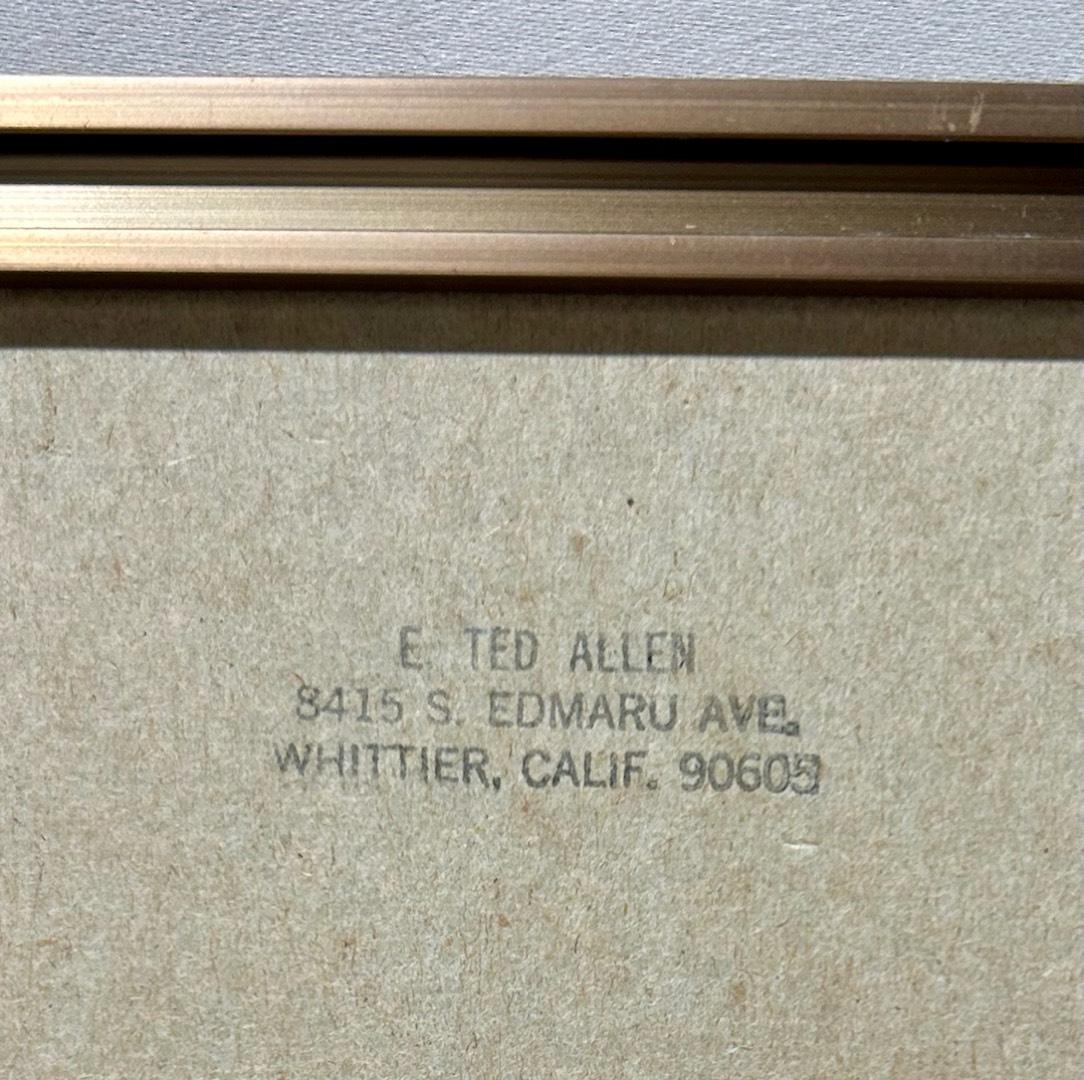 E. TED ALLEN
8415 S. EDMARU AVE.
WHITTIER, CALIF. 90605